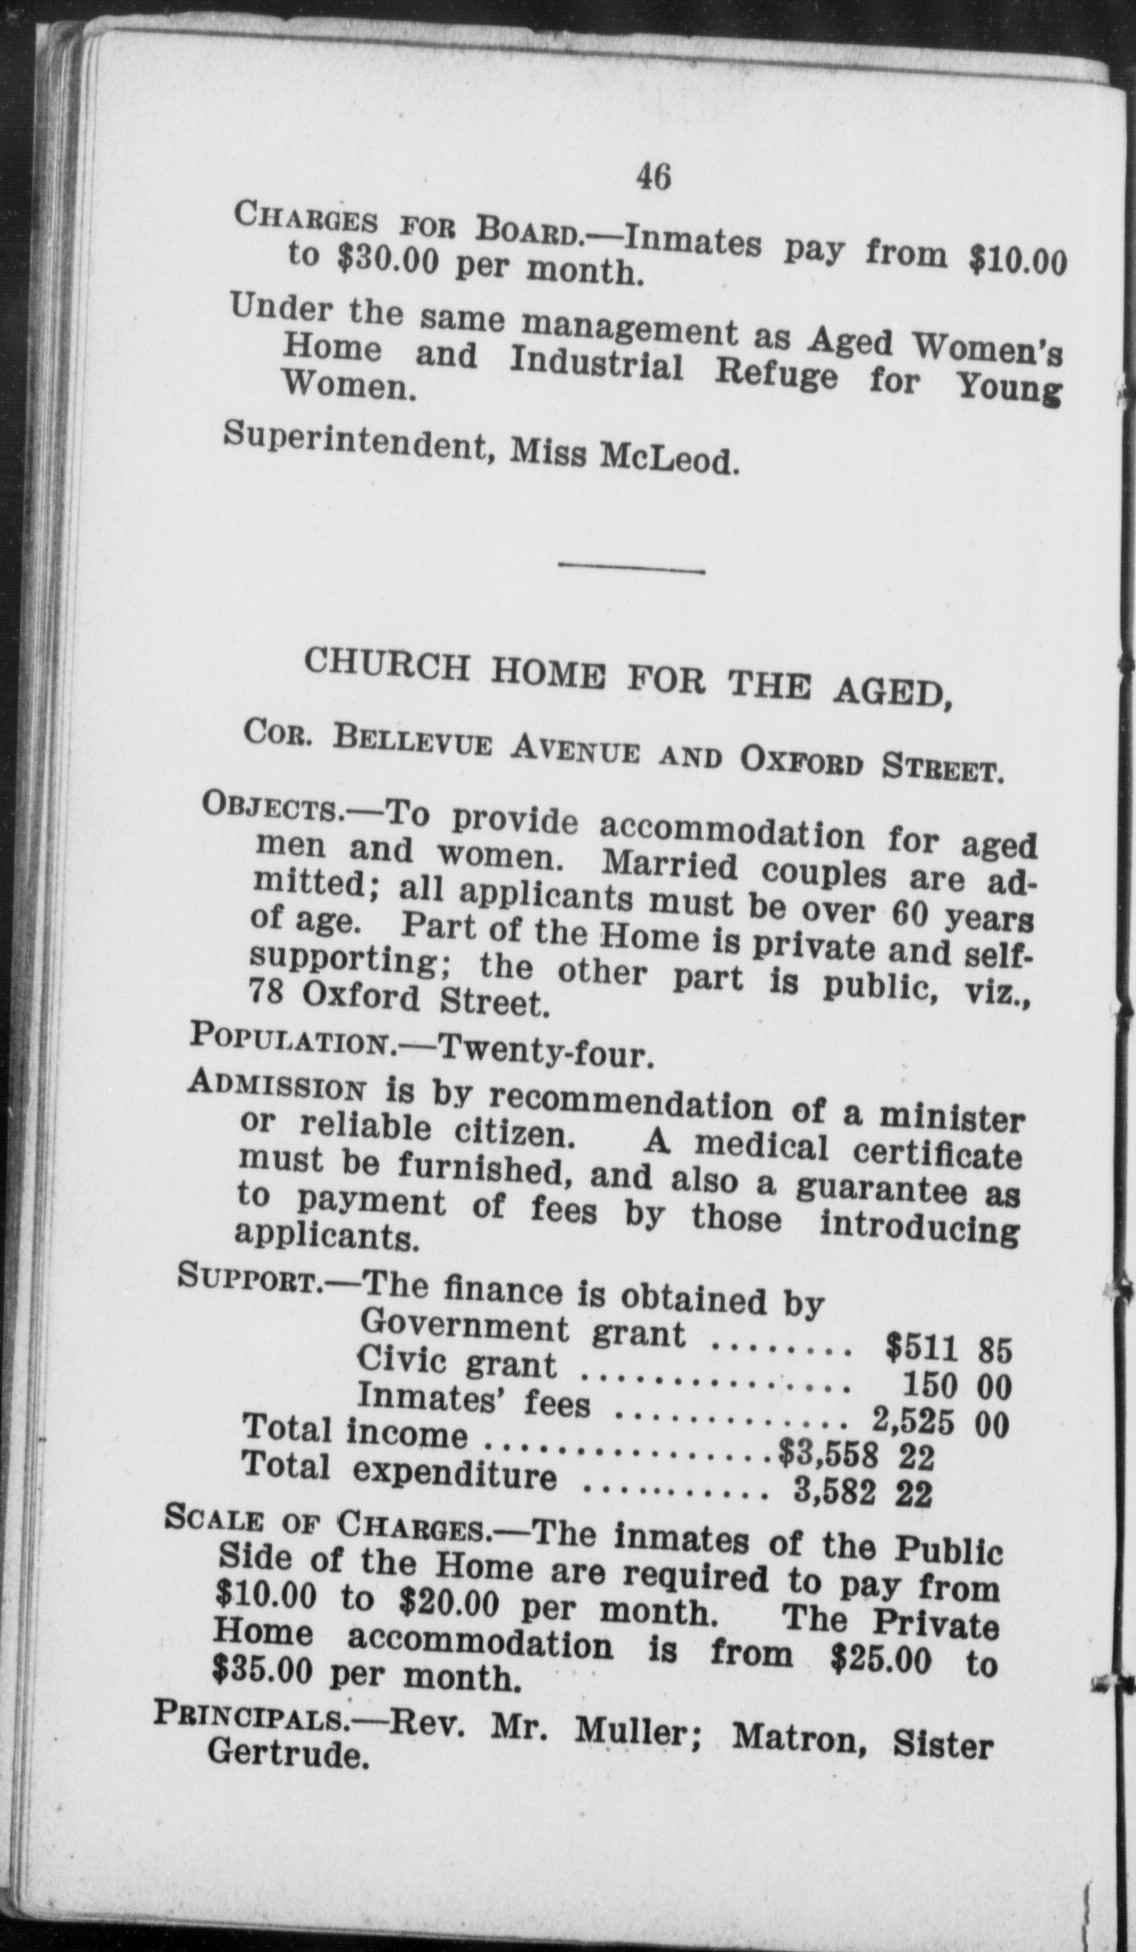 46
CHARGES FOR BOARD.—Inmates pay from $10.00
to $30.00 per month.
Under the same management as Aged Women's
Home and Industrial Refuge for Young
Women.
Superintendent, Miss McLeod.
CHURCH HOME FOR THE AGED,
COR. BELLEVUE AVENUE AND OXFORD STREET.
OBJECTS.—To provide accommodation for aged
men and women. Married couples are ad-
mitted; all applicants must be over 60 years
of age. Part of the Home is private and self-
supporting; the other part is public, viz.,
78 Oxford Street.
POPULATION.—Twenty-four.
ADMISSION is by recommendation of a minister
or reliable citizen. A medical certificate
must be furnished, and also a guarantee as
to payment of fees by those introducing
applicants.
SUPPORT.—The finance is obtained by
Government grant ........ $511 85
Civic grant ............... 150 00
Inmates' fees ............. 2,525 00
Total income ................$3,558 22
Total expenditure ........... 3,582 22
SCALE OF CHARGES.—The inmates of the Public
Side of the Home are required to pay from
$10.00 to $20.00 per month. The Private
Home accommodation is from $25.00 to
$35.00 per month.
PRINCIPALS.—Rev. Mr. Muller; Matron, Sister
Gertrude.